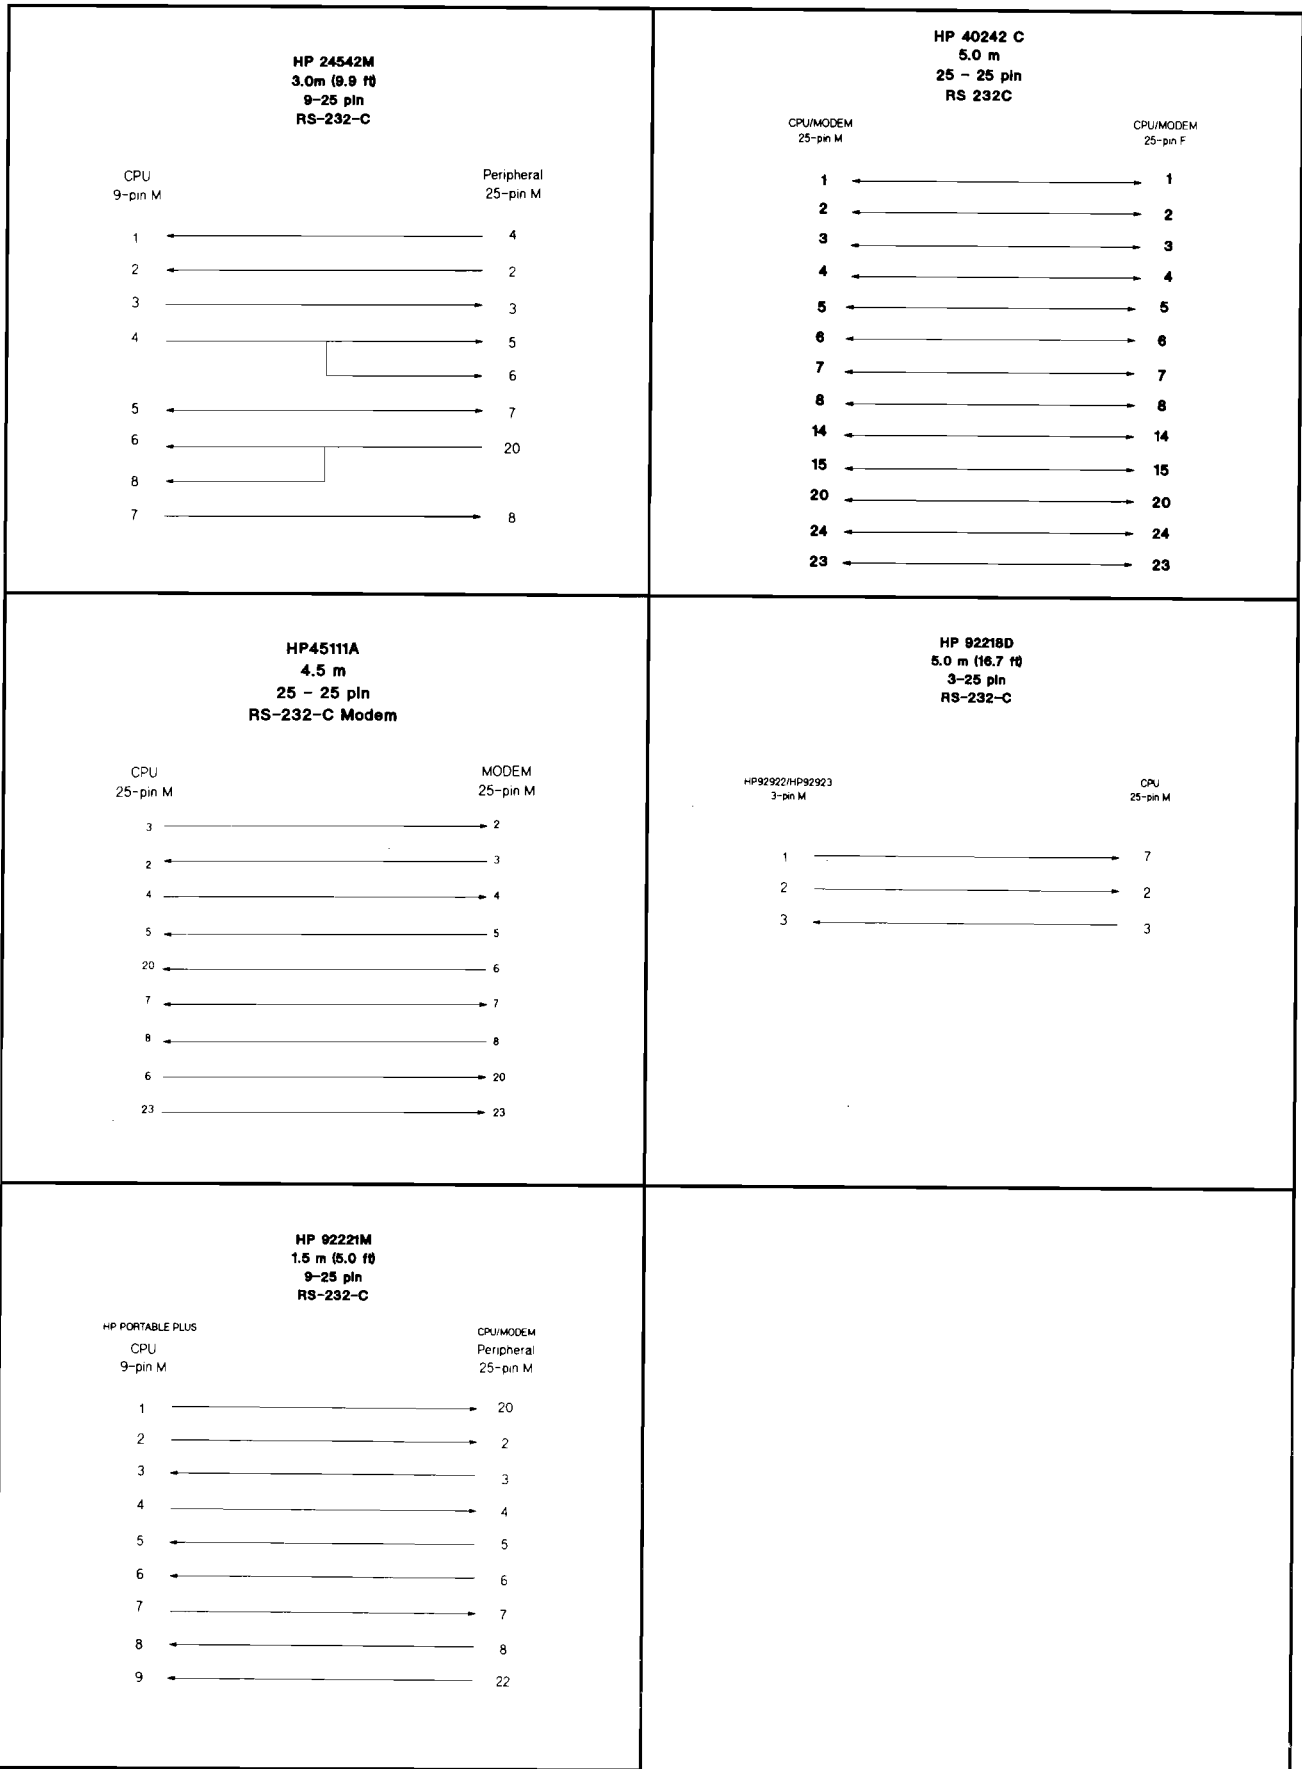 HP 24542M
3.0m (9.9 ft)
9-25 pin
RS-232-C
CPU
9-pin M
Peripheral
25-pin M
1 4
2 2
3 3
4 5
6
5 7
6 20
8
7 8
HP 40242 C
5.0 m
25 - 25 pin
RS 232C
CPU/MODEM
25-pin M
CPU/MODEM
25-pin F
1 1
2 2
3 3
4 4
5 5
6 6
7 7
8 8
14 14
15 15
20 20
24 24
23 23
HP45111A
4.5 m
25 - 25 pin
RS-232-C Modem
CPU
25-pin M
MODEM
25-pin M
3 2
2 3
4 4
5 5
20 6
7 7
8 8
6 20
23 23
HP 92218D
5.0 m (16.7 ft)
3-25 pin
RS-232-C
HP92922/HP92923
3-pin M
CPU
25-pin M
1 7
2 2
3 3
HP 92221M
1.5 m (5.0 ft)
9-25 pin
RS-232-C
HP PORTABLE PLUS
CPU
9-pin M
CPU/MODEM
Peripheral
25-pin M
1 20
2 2
3 3
4 4
5 5
6 6
7 7
8 8
9 22